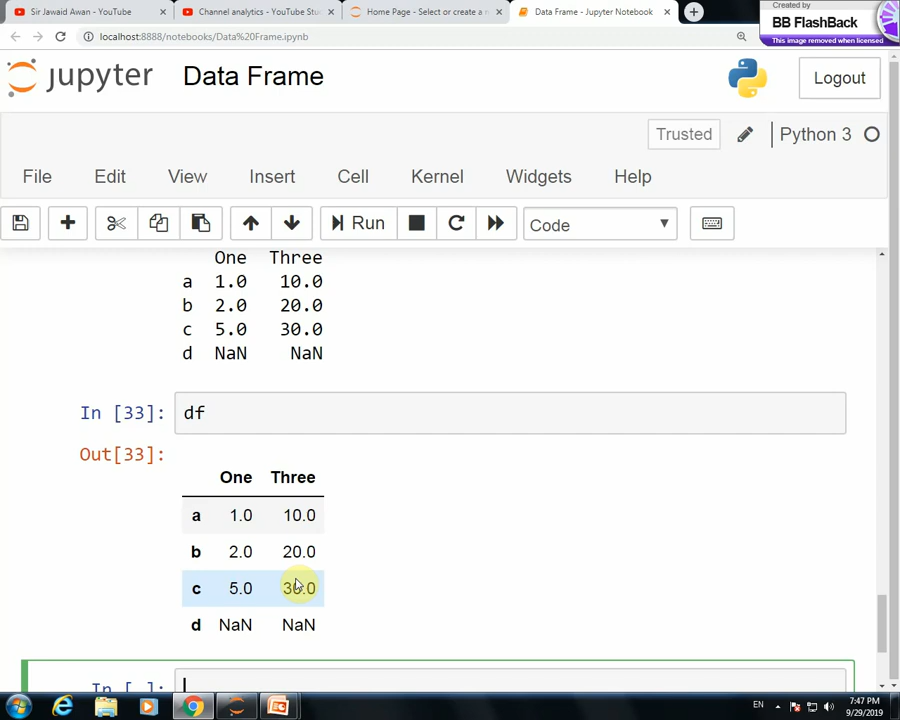 Sir Jawaid Awan - YouTube × Channel analytics - YouTube Stu × Home Page - Select or create a n × Data Frame - Jupyter Notebook × +
Created by
BB FlashBack
This image removed when licensed
localhost:8888/notebooks/Data%20Frame.ipynb
jupyter Data Frame Logout
Trusted Python 3
File Edit View Insert Cell Kernel Widgets Help
Run Code
One Three
a 1.0 10.0
b 2.0 20.0
c 5.0 30.0
d NaN NaN
In [33]: df
Out[33]:
One Three
a 1.0 10.0
b 2.0 20.0
c 5.0 30.0
d NaN NaN
In [ ]:
EN 7:47 PM
9/29/2019